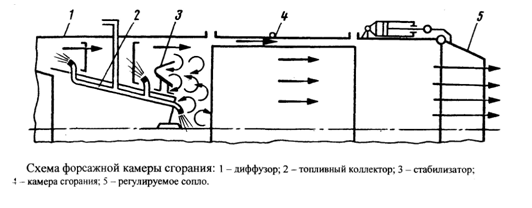 1 2 3 4 5
Схема форсажной камеры сгорания: 1 – диффузор; 2 – топливный коллектор; 3 – стабилизатор;
4 – камера сгорания; 5 – регулируемое сопло.